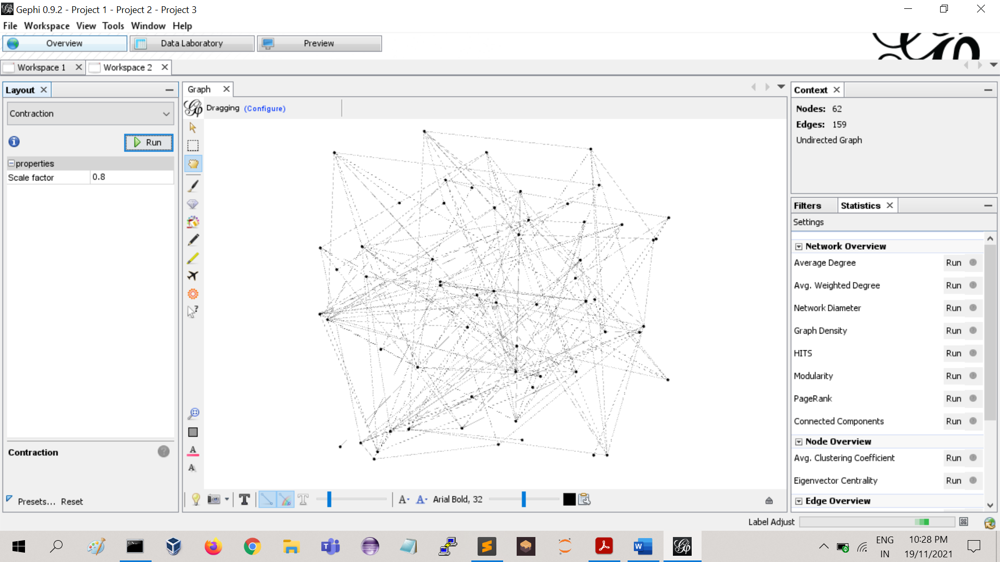 Gephi 0.9.2 - Project 1 - Project 2 - Project 3
File Workspace View Tools Window Help
Overview Data Laboratory Preview
Workspace 1 Workspace 2
Layout
Contraction
Run
properties
Scale factor 0.8
Contraction
Presets... Reset
Graph
Dragging (Configure)
Arial Bold, 32
Context
Nodes: 62
Edges: 159
Undirected Graph
Filters Statistics
Settings
Network Overview
Average Degree Run
Avg. Weighted Degree Run
Network Diameter Run
Graph Density Run
HITS Run
Modularity Run
PageRank Run
Connected Components Run
Node Overview
Avg. Clustering Coefficient Run
Eigenvector Centrality Run
Edge Overview
Label Adjust
ENG
IN
10:28 PM
19/11/2021